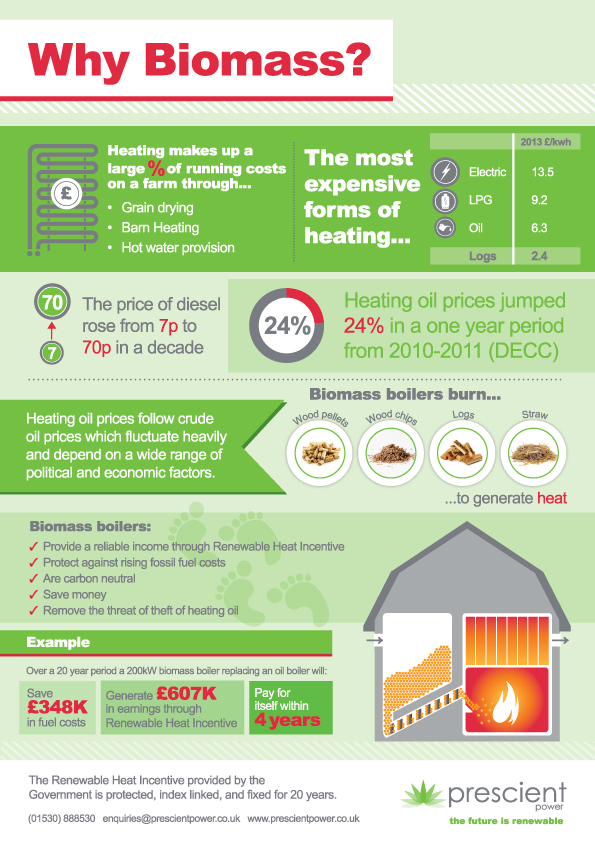 Why Biomass?
Heating makes up a
large % of running costs
on a farm through...
• Grain drying
• Barn Heating
• Hot water provision
£
The most
expensive
forms of
heating...
2013 £/kwh
Electric 13.5
LPG 9.2
Oil 6.3
Logs 2.4
70
7
The price of diesel
rose from 7p to
70p in a decade
24%
Heating oil prices jumped
24% in a one year period
from 2010-2011 (DECC)
Heating oil prices follow crude
oil prices which fluctuate heavily
and depend on a wide range of
political and economic factors.
Biomass boilers burn...
Wood pellets Wood chips Logs Straw
...to generate heat
Biomass boilers:
✓ Provide a reliable income through Renewable Heat Incentive
✓ Protect against rising fossil fuel costs
✓ Are carbon neutral
✓ Save money
✓ Remove the threat of theft of heating oil
Example
Over a 20 year period a 200kW biomass boiler replacing an oil boiler will:
Save
£348K
in fuel costs
Generate £607K
in earnings through
Renewable Heat Incentive
Pay for
itself within
4 years
The Renewable Heat Incentive provided by the
Government is protected, index linked, and fixed for 20 years.
(01530) 888530 enquiries@prescientpower.co.uk www.prescientpower.co.uk
prescient
power
the future is renewable